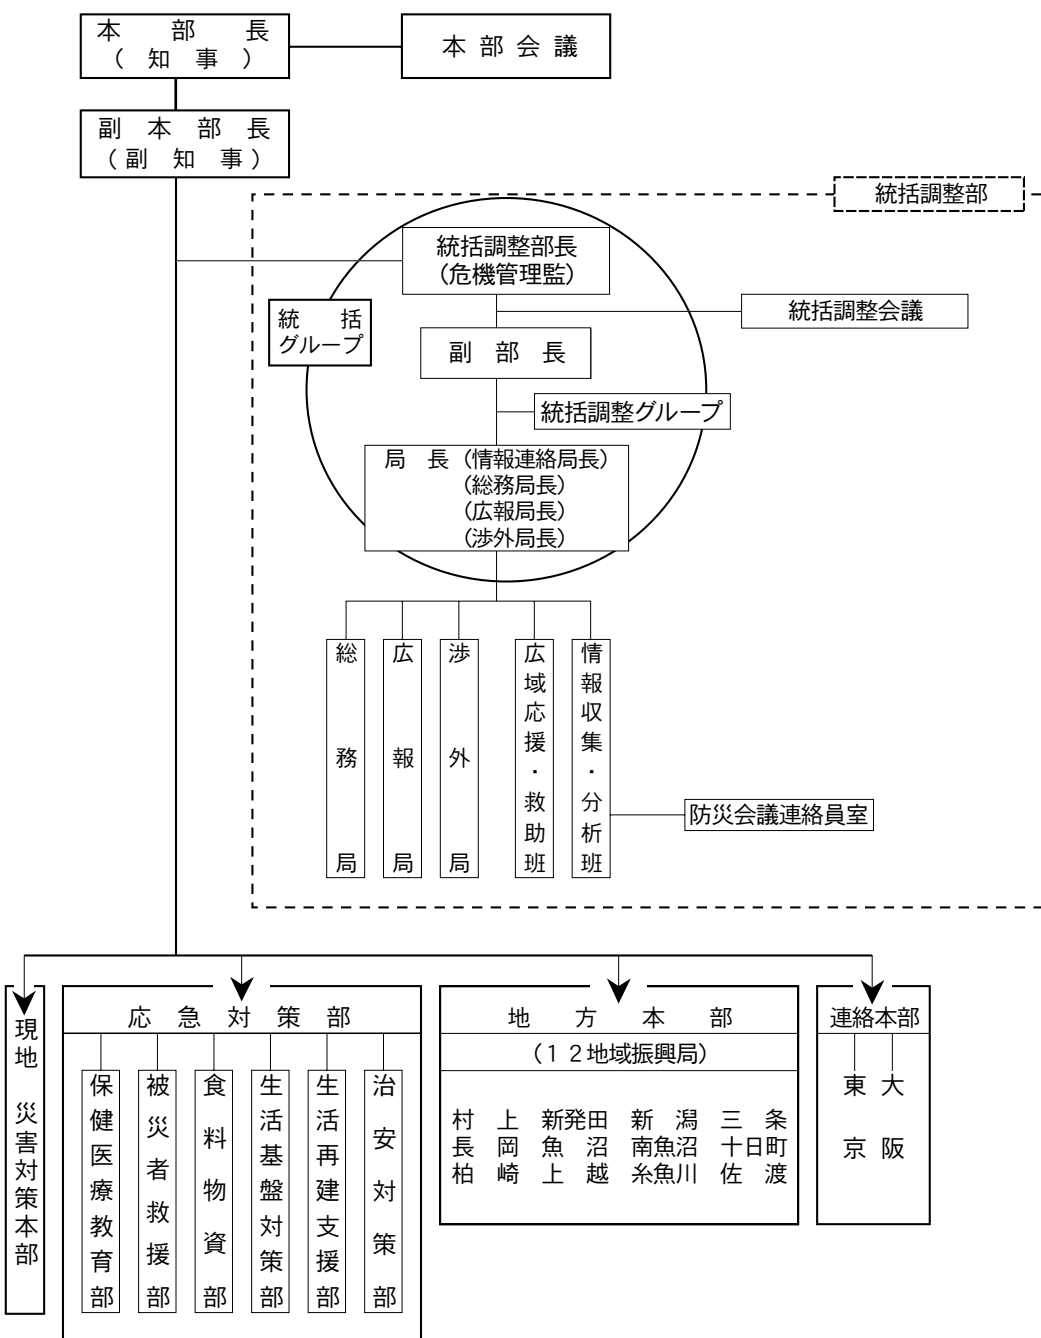 本部長
(知事)
本部会議
副本部長
(副知事)
統括調整部
統括調整部長
(危機管理監)
統括
グループ
統括調整会議
副部長
統括調整グループ
局長(情報連絡局長)
(総務局長)
(広報局長)
(渉外局長)
総務局
広報局
渉外局
広域応援・救助班
情報収集・分析班
防災会議連絡員室
現地災害対策本部
応急対策部
保健医療教育部
被災者救援部
食料物資部
生活基盤対策部
生活再建支援部
治安対策部
地方本部
(12地域振興局)
村上 新発田 新潟 三条
長岡 魚沼 南魚沼 十日町
柏崎 上越 糸魚川 佐渡
連絡本部
東京
大阪